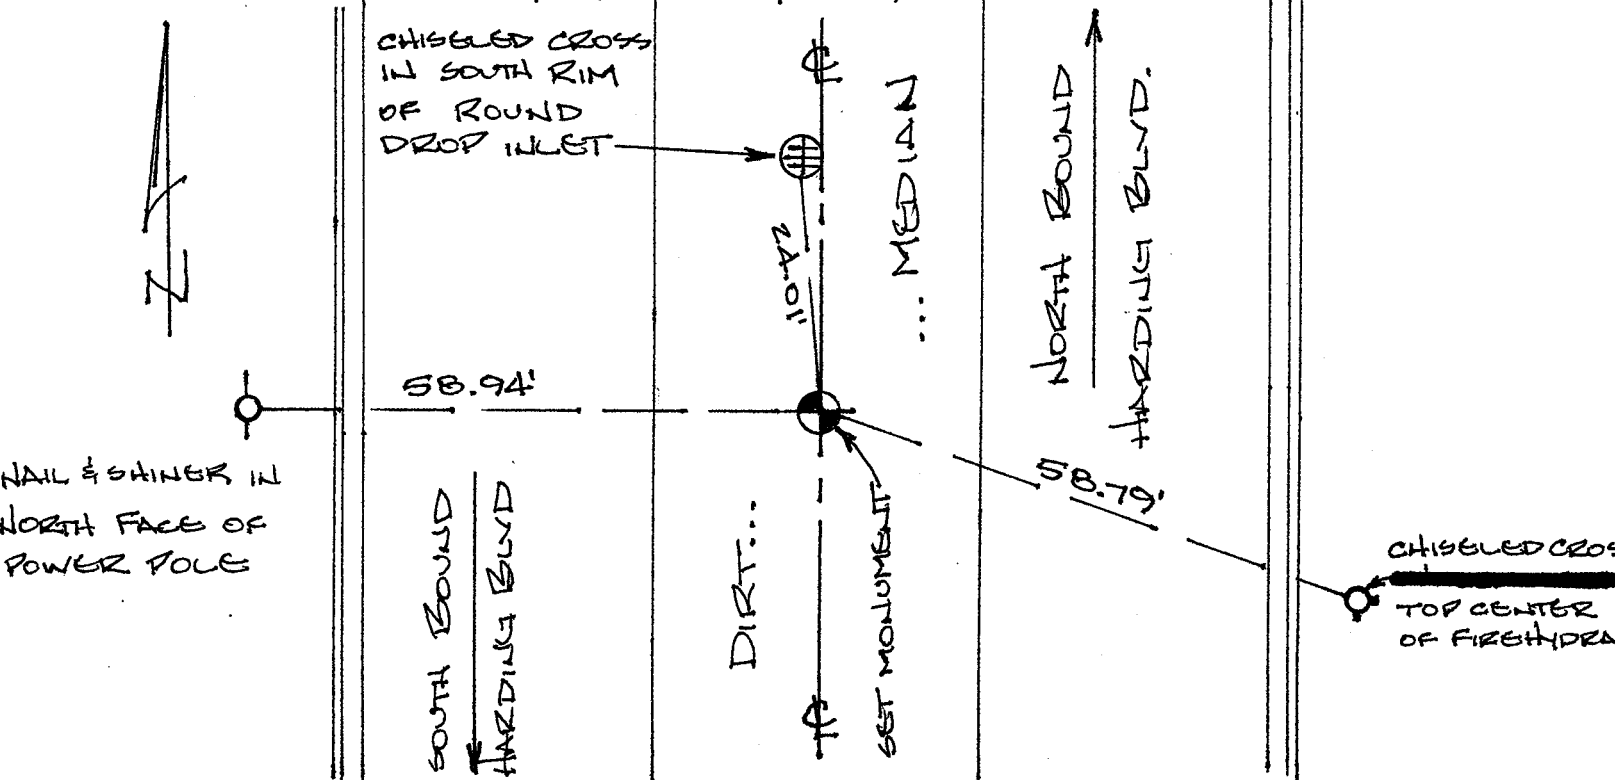 CHISELED CROSS
IN SOUTH RIM
OF ROUND
DROP INLET
N
24.01'
... MEDIAN
NORTH BOUND
HARDING BLVD.
58.94'
58.79'
NAIL & SHINER IN
NORTH FACE OF
POWER POLE
SOUTH BOUND
HARDING BLVD
DIRT...
SET MONUMENT
CHISELED CROS
TOP CENTER
OF FIREHYDRA